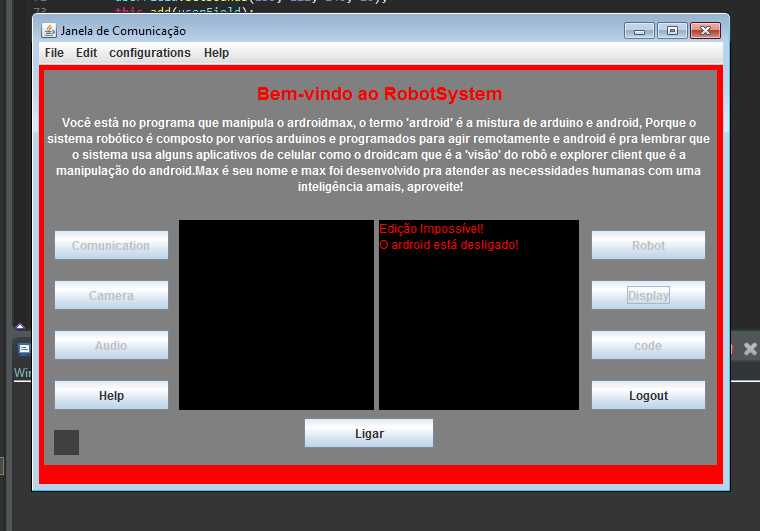 this.add(userField);
Janela de Comunicação
File Edit configurations Help
Bem-vindo ao RobotSystem
Você está no programa que manipula o ardroidmax, o termo 'ardroid' é a mistura de arduino e android, Porque o
sistema robótico é composto por varios arduinos e programados para agir remotamente e android é pra lembrar que
o sistema usa alguns aplicativos de celular como o droidcam que é a 'visão' do robô e explorer client que é a
manipulação do android.Max é seu nome e max foi desenvolvido pra atender as necessidades humanas com uma
inteligência amais, aproveite!
Edição Impossível!
O ardroid está desligado!
Comunication
Robot
Camera
Display
Audio
code
Help
Logout
Ligar